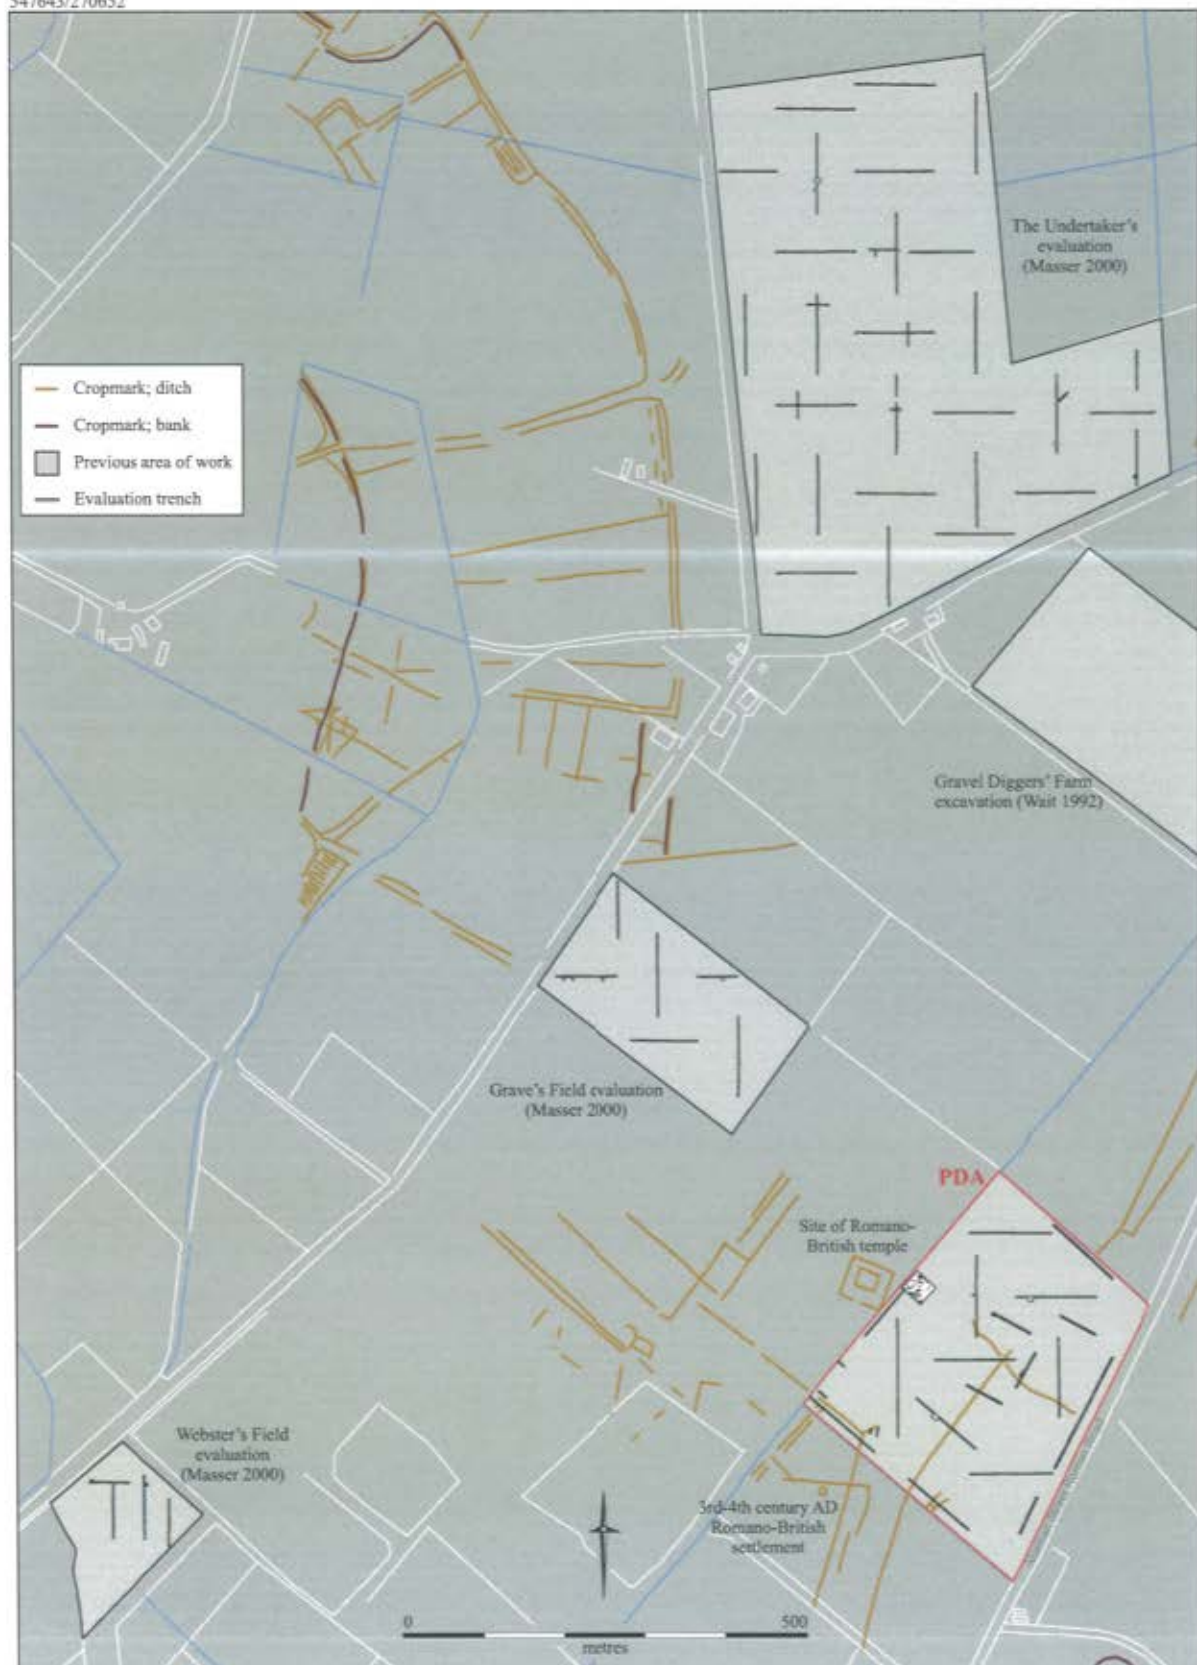 547643/270652
The Undertaker's
evaluation
(Masser 2000)
Cropmark; ditch
Cropmark; bank
Previous area of work
Evaluation trench
Gravel Diggers' Farm
excavation (Wait 1992)
Grave's Field evaluation
(Masser 2000)
PDA
Site of Romano-
British temple
Webster's Field
evaluation
(Masser 2000)
3rd-4th century AD
Romano-British
settlement
0 500
metres